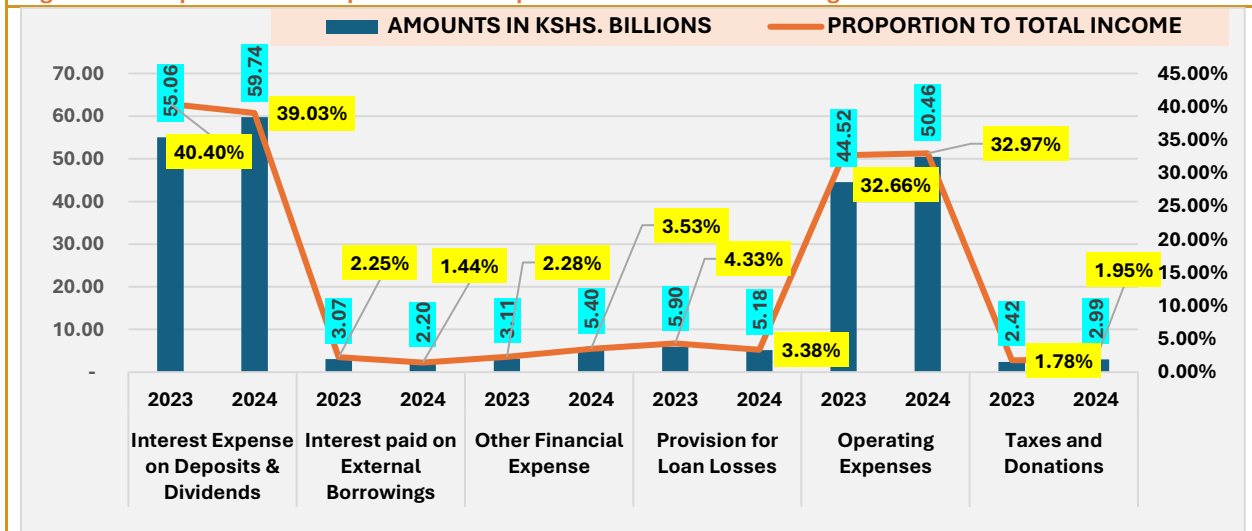 AMOUNTS IN KSHS. BILLIONS PROPORTION TO TOTAL INCOME
70.00
60.00
50.00
40.00
30.00
20.00
10.00
-
45.00%
40.00%
35.00%
30.00%
25.00%
20.00%
15.00%
10.00%
5.00%
0.00%
55.06
59.74
3.07
2.20
3.11
5.40
5.90
5.18
44.52
50.46
2.42
2.99
40.40%
39.03%
2.25%
1.44%
2.28%
3.53%
4.33%
3.38%
32.66%
32.97%
1.78%
1.95%
2023 2024 2023 2024 2023 2024 2023 2024 2023 2024 2023 2024
Interest Expense
on Deposits &
Dividends
Interest paid on
External
Borrowings
Other Financial
Expense
Provision for
Loan Losses
Operating
Expenses
Taxes and
Donations